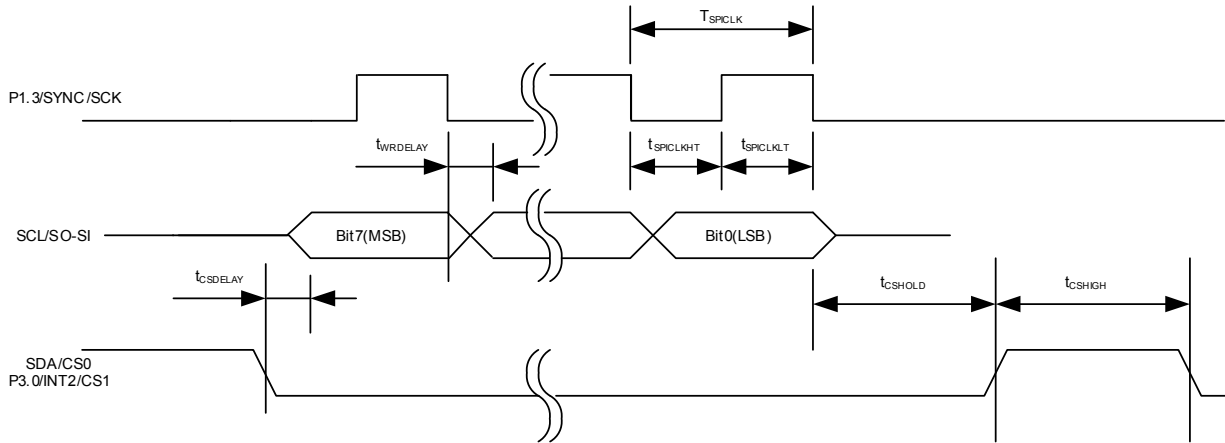 TSPICLK
P1.3/SYNC/SCK
tWRDELAY
tSPICLKHT
tSPICLKLT
SCL/SO-SI
Bit7(MSB)
Bit0(LSB)
tCSDELAY
tCSHOLD
tCSHIGH
SDA/CS0
P3.0/INT2/CS1